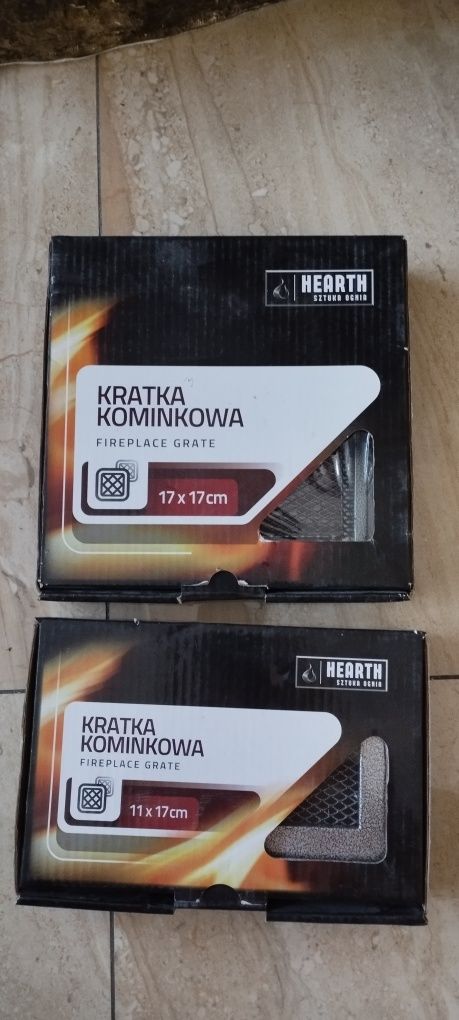 HEARTH
SZTUKA OGNIA
KRATKA
KOMINKOWA
FIREPLACE GRATE
17 x 17cm
HEARTH
SZTUKA OGNIA
KRATKA
KOMINKOWA
FIREPLACE GRATE
11 x 17cm